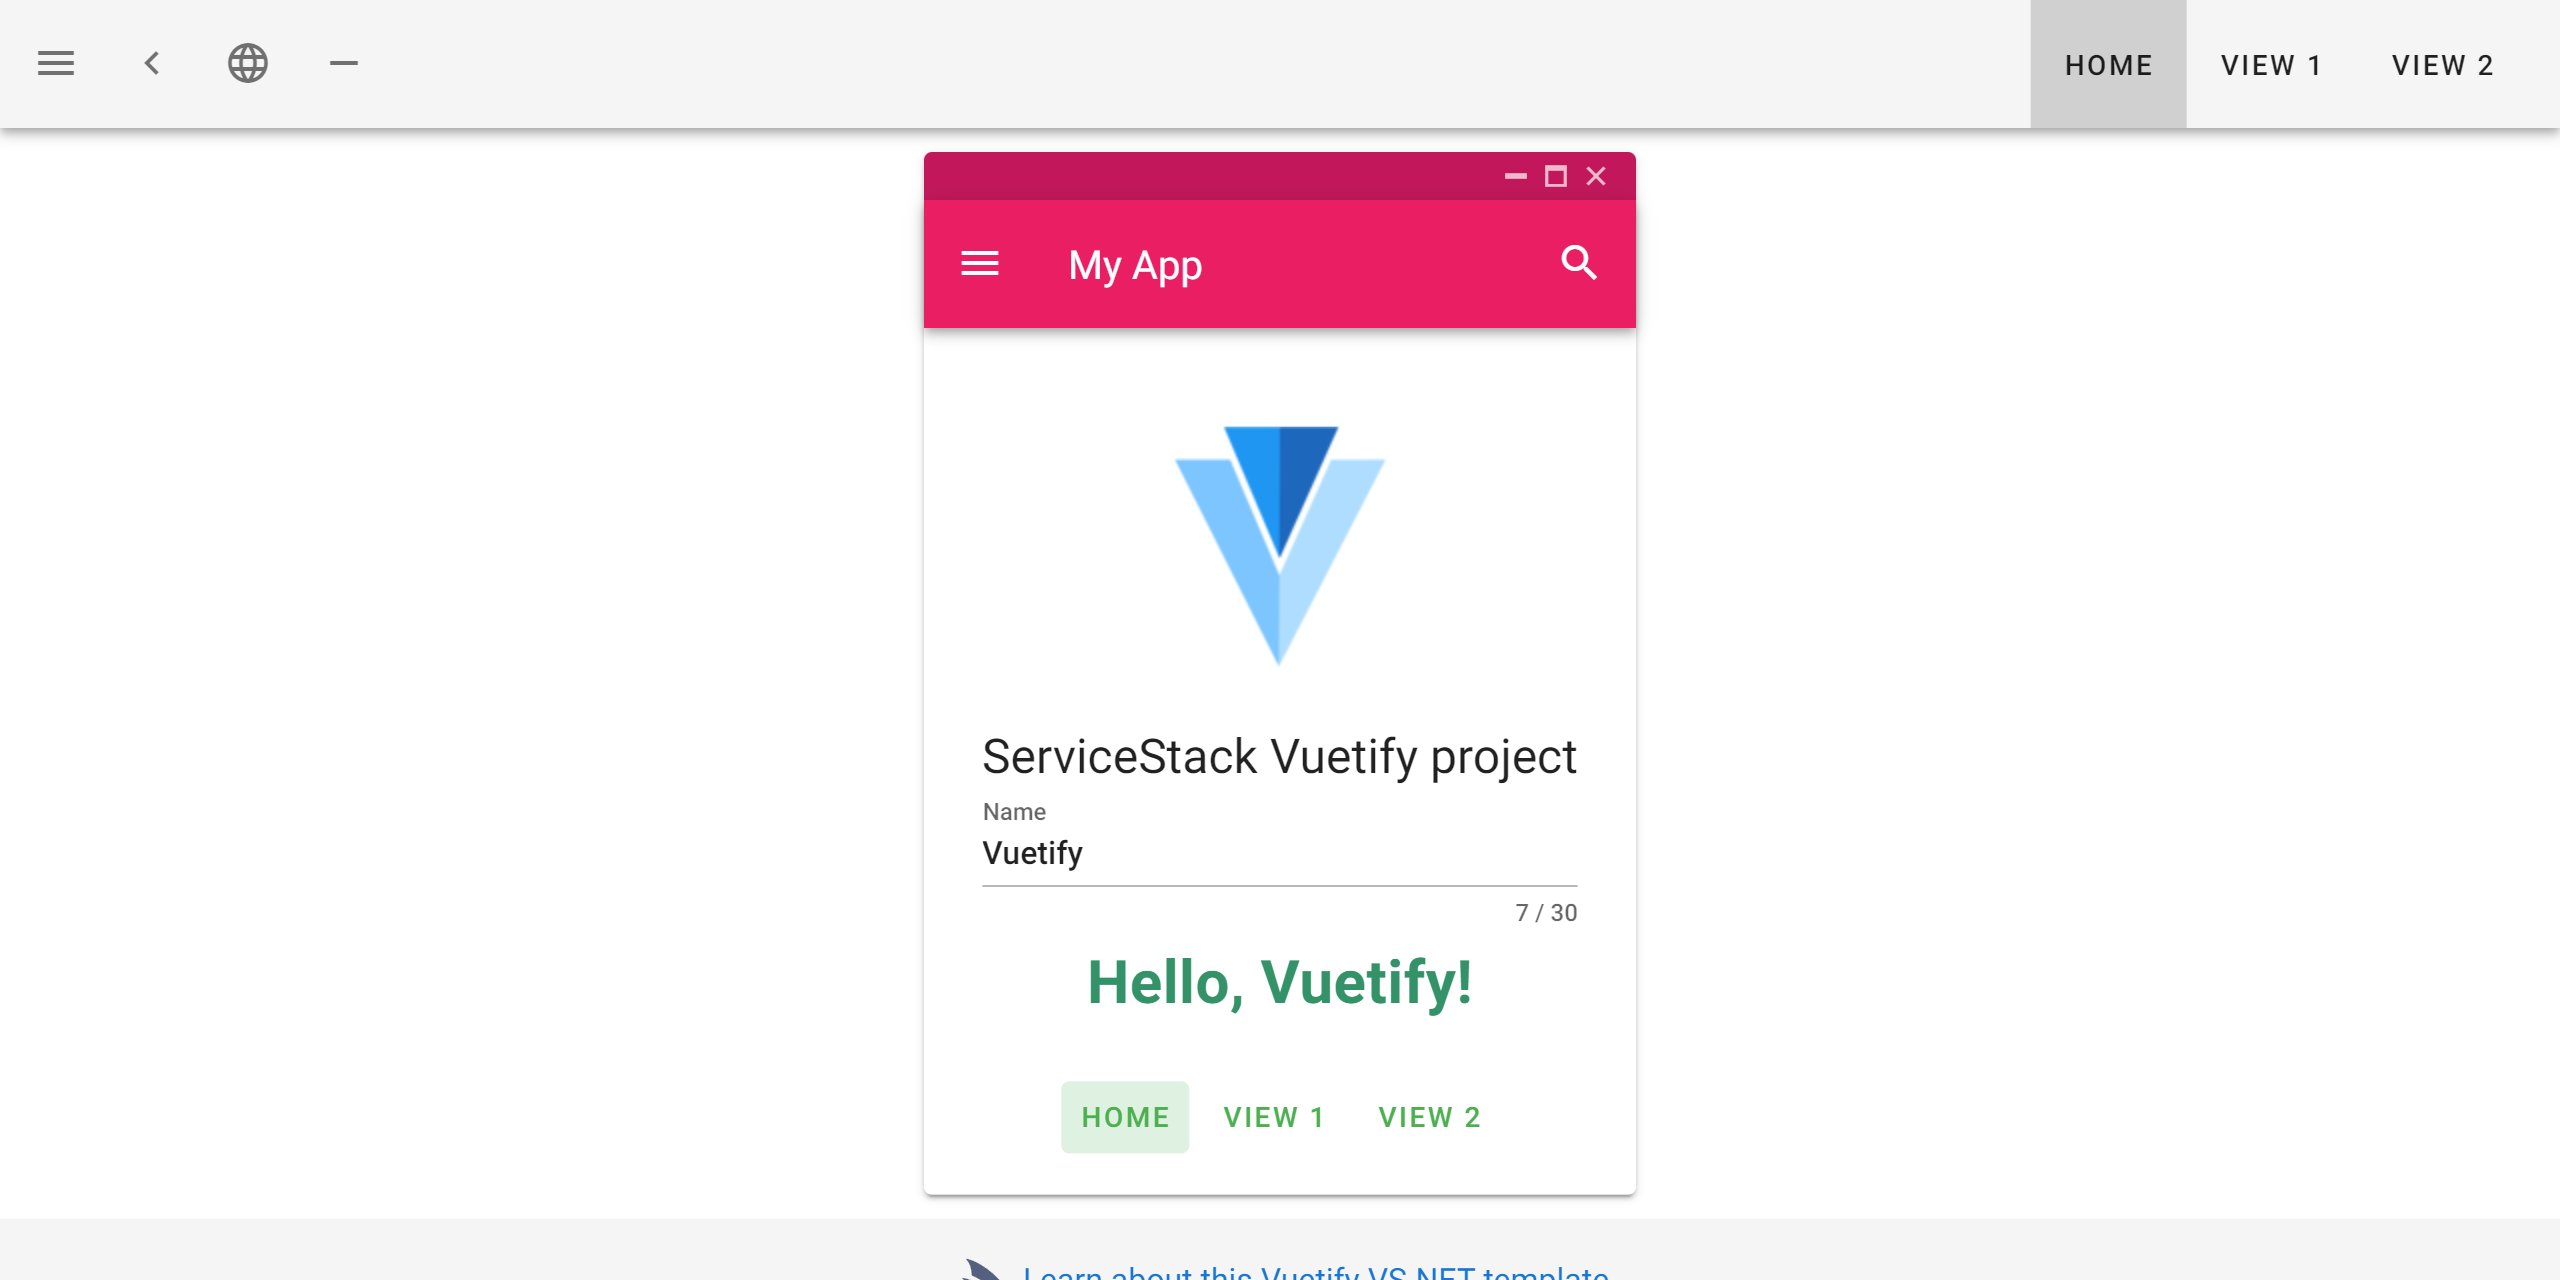 HOME VIEW 1 VIEW 2
My App
ServiceStack Vuetify project
Name
Vuetify
7 / 30
Hello, Vuetify!
HOME VIEW 1 VIEW 2
Learn about this Vuetify VS.NET template